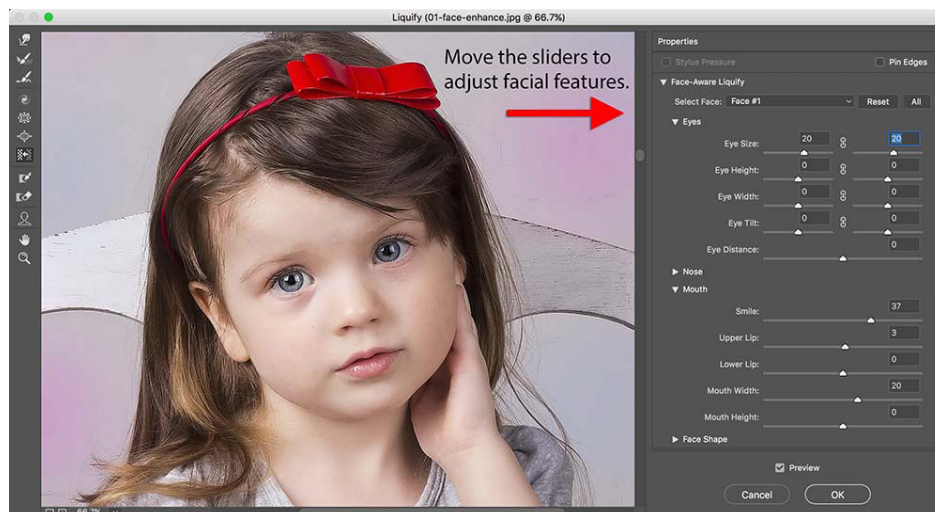 Liquify (01-face-enhance.jpg @ 66.7%)
Move the sliders to
adjust facial features.
Properties
Stylus Pressure
Pin Edges
Face-Aware Liquify
Select Face: Face #1 Reset All
Eyes
Eye Size: 20 20
Eye Height: 0 0
Eye Width: 0 0
Eye Tilt: 0 0
Eye Distance: 0
Nose
Mouth
Smile: 37
Upper Lip: 3
Lower Lip: 0
Mouth Width: 20
Mouth Height: 0
Face Shape
Preview
Cancel OK
66.7%